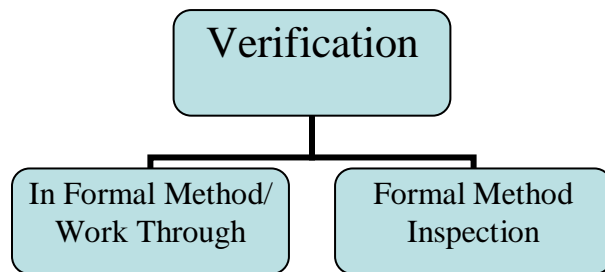 Verification
In Formal Method/
Work Through
Formal Method
Inspection